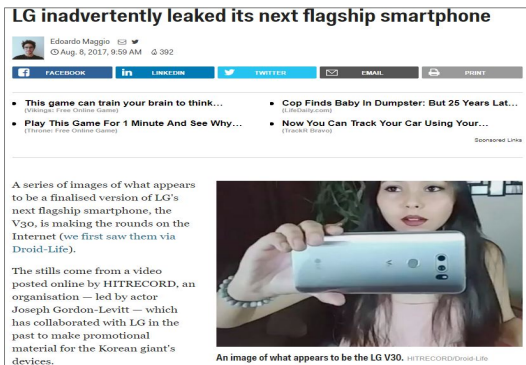 LG inadvertently leaked its next flagship smartphone
Edoardo Maggio
Aug. 8, 2017, 9:59 AM 392
FACEBOOK
LINKEDIN
TWITTER
EMAIL
PRINT
This game can train your brain to think...
(Vikings: Free Online Game)
Play This Game For 1 Minute And See Why...
(Throne: Free Online Game)
Cop Finds Baby In Dumpster: But 25 Years Lat...
(LifeDaily.com)
Now You Can Track Your Car Using Your...
(TrackR Bravo)
Sponsored Links
A series of images of what appears
to be a finalised version of LG's
next flagship smartphone, the
V30, is making the rounds on the
Internet (we first saw them via
Droid-Life).
The stills come from a video
posted online by HITRECORD, an
organisation — led by actor
Joseph Gordon-Levitt — which
has collaborated with LG in the
past to make promotional
material for the Korean giant's
devices.
An image of what appears to be the LG V30. HITRECORD/Droid-Life